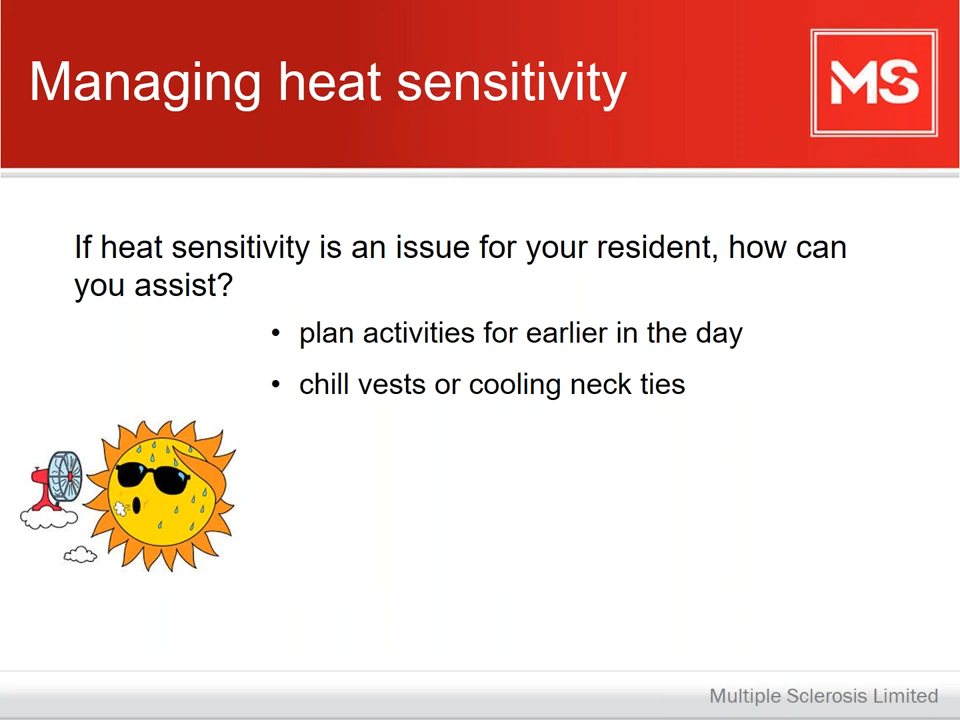 Managing heat sensitivity
MS
If heat sensitivity is an issue for your resident, how can
you assist?
• plan activities for earlier in the day
• chill vests or cooling neck ties
Multiple Sclerosis Limited